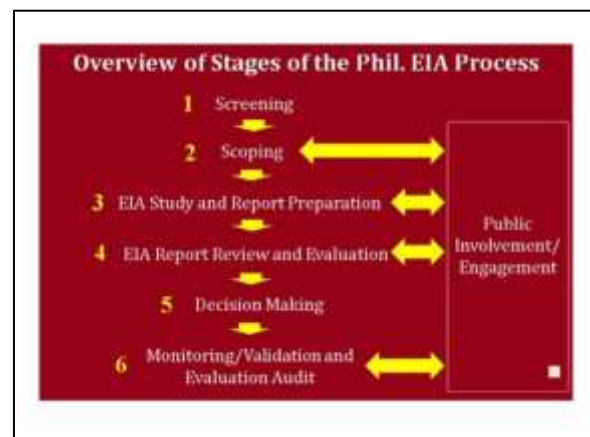 Overview of Stages of the Phil. EIA Process
1 Screening
2 Scoping
3 EIA Study and Report Preparation
4 EIA Report Review and Evaluation
5 Decision Making
6 Monitoring/Validation and
Evaluation Audit
Public
Involvement/
Engagement